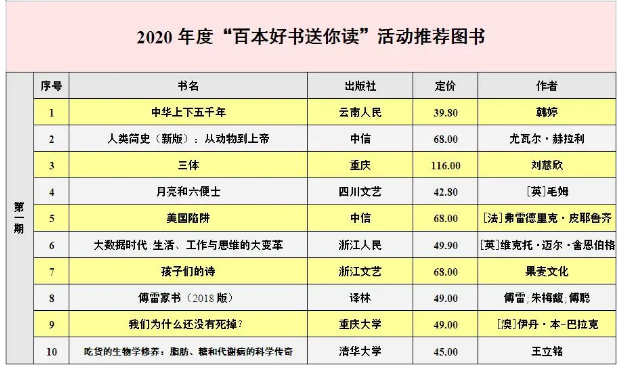 2020 年度“百本好书送你读”活动推荐图书
序号 书名 出版社 定价 作者
第一期
1 中华上下五千年 云南人民 39.80 韩婷
2 人类简史（新版）：从动物到上帝 中信 68.00 尤瓦尔·赫拉利
3 三体 重庆 116.00 刘慈欣
4 月亮和六便士 四川文艺 42.80 [英]毛姆
5 美国陷阱 中信 68.00 [法]弗雷德里克·皮耶鲁齐
6 大数据时代 生活、工作与思维的大变革 浙江人民 49.90 [英]维克托·迈尔·舍恩伯格
7 孩子们的诗 浙江文艺 68.00 果麦文化
8 傅雷家书（2018 版） 译林 49.00 傅雷;朱梅馥;傅聪
9 我们为什么还没有死掉？ 重庆大学 49.00 [澳]伊丹·本-巴拉克
10 吃货的生物学修养：脂肪、糖和代谢病的科学传奇 清华大学 45.00 王立铭